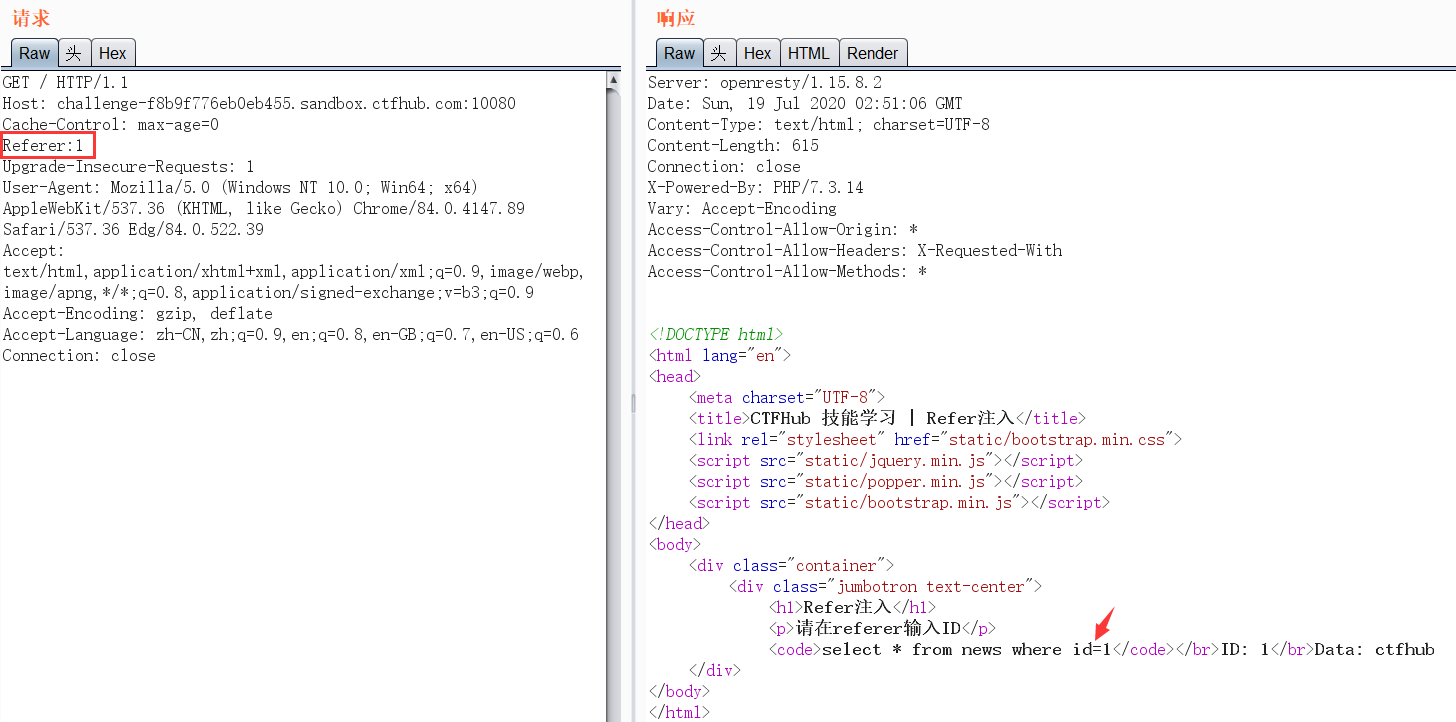 请求
Raw 头 Hex
GET / HTTP/1.1
Host: challenge-f8b9f776eb0eb455.sandbox.ctfhub.com:10080
Cache-Control: max-age=0
Referer:1
Upgrade-Insecure-Requests: 1
User-Agent: Mozilla/5.0 (Windows NT 10.0; Win64; x64)
AppleWebKit/537.36 (KHTML, like Gecko) Chrome/84.0.4147.89
Safari/537.36 Edg/84.0.522.39
Accept:
text/html,application/xhtml+xml,application/xml;q=0.9,image/webp,
image/apng,*/*;q=0.8,application/signed-exchange;v=b3;q=0.9
Accept-Encoding: gzip, deflate
Accept-Language: zh-CN,zh;q=0.9,en;q=0.8,en-GB;q=0.7,en-US;q=0.6
Connection: close
响应
Raw 头 Hex HTML Render
Server: openresty/1.15.8.2
Date: Sun, 19 Jul 2020 02:51:06 GMT
Content-Type: text/html; charset=UTF-8
Content-Length: 615
Connection: close
X-Powered-By: PHP/7.3.14
Vary: Accept-Encoding
Access-Control-Allow-Origin: *
Access-Control-Allow-Headers: X-Requested-With
Access-Control-Allow-Methods: *
<!DOCTYPE html>
<html lang="en">
<head>
<meta charset="UTF-8">
<title>CTFHub 技能学习 | Refer注入</title>
<link rel="stylesheet" href="static/bootstrap.min.css">
<script src="static/jquery.min.js"></script>
<script src="static/popper.min.js"></script>
<script src="static/bootstrap.min.js"></script>
</head>
<body>
<div class="container">
<div class="jumbotron text-center">
<h1>Refer注入</h1>
<p>请在referer输入ID</p>
<code>select * from news where id=1</code></br>ID: 1</br>Data: ctfhub
</div>
</body>
</html>